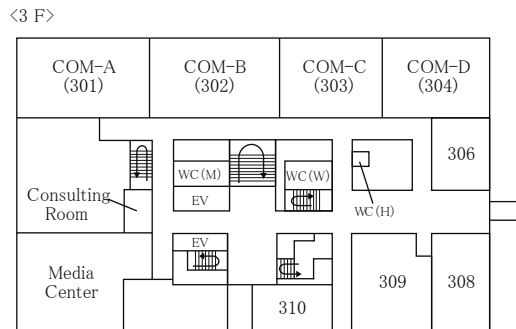 <3 F>
COM-A
(301)
COM-B
(302)
COM-C
(303)
COM-D
(304)
306
WC(M)
WC(W)
EV
WC(H)
Consulting
Room
EV
Media
Center
309
308
310